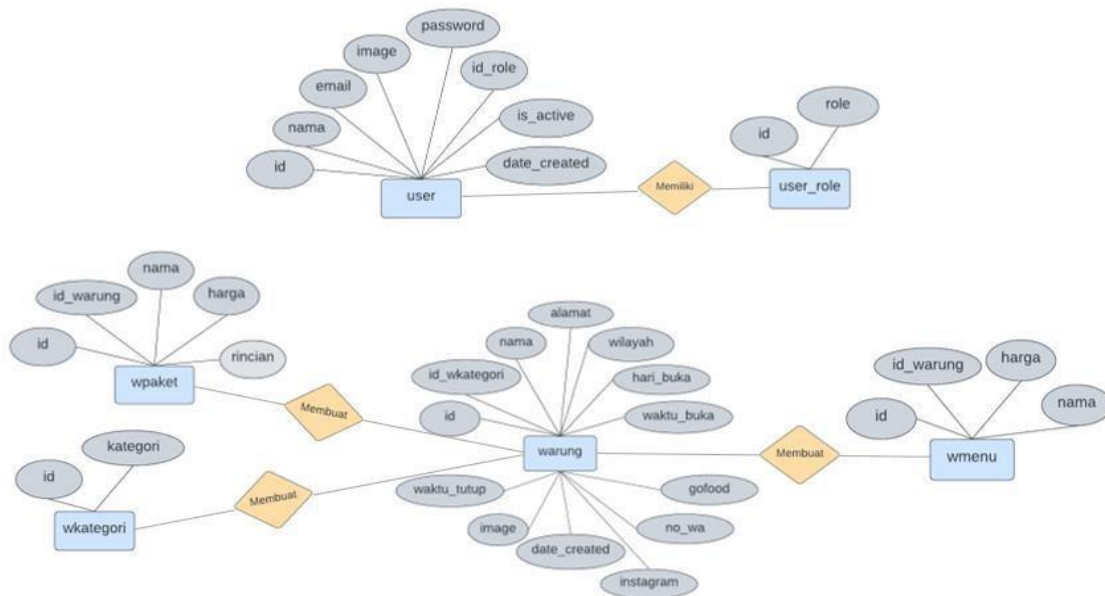 password
image
id_role
email
is_active
nama
date_created
id
user
Memiliki
role
id
user_role
nama
id_warung
harga
id
rincian
wpaket
Membuat
kategori
id
wkategori
Membuat
alamat
nama
wilayah
id_wkategori
hari_buka
id
waktu_buka
warung
waktu_tutup
gofood
image
no_wa
date_created
instagram
Membuat
id_warung
harga
id
nama
wmenu